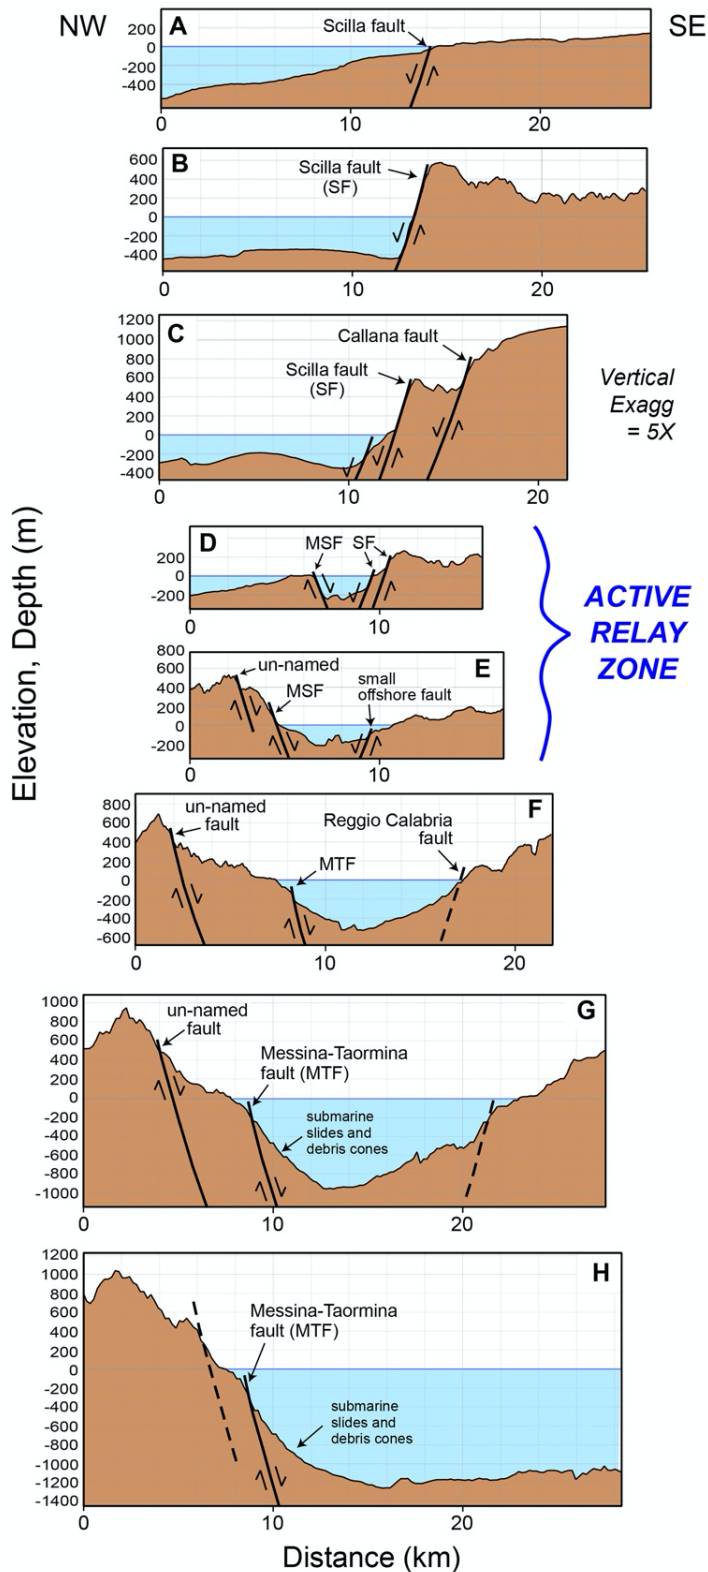 NW
SE
A
Scilla fault
200
0
-200
-400
0
10
20
B
Scilla fault
(SF)
600
400
200
0
-200
-400
0
10
20
C
Callana fault
Scilla fault
(SF)
1200
1000
800
600
400
200
0
-200
-400
0
10
20
Vertical
Exagg
= 5X
Elevation, Depth (m)
D
MSF
SF
200
0
-200
0
10
ACTIVE
RELAY
ZONE
E
un-named
MSF
small
offshore fault
800
400
200
0
-200
0
10
F
un-named
fault
Reggio Calabria
fault
MTF
800
600
400
200
0
-200
-400
-600
0
10
20
G
un-named
fault
Messina-Taormina
fault (MTF)
submarine
slides and
debris cones
1000
800
600
400
200
0
-200
-400
-600
-800
-1000
0
10
20
H
Messina-Taormina
fault (MTF)
submarine
slides and
debris cones
1200
1000
800
600
400
200
0
-200
-400
-600
-800
-1000
-1200
-1400
0
10
20
Distance (km)